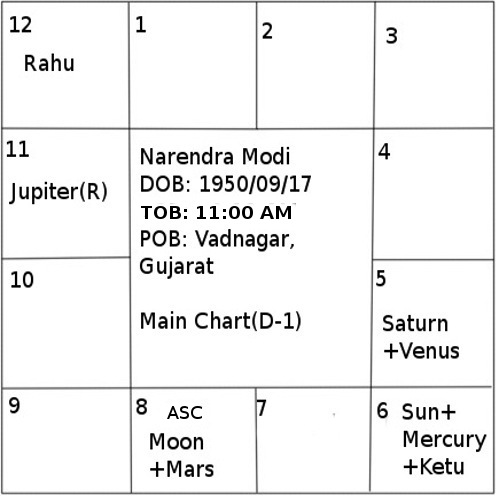 12
Rahu
1
2
3
11
Jupiter(R)
Narendra Modi
DOB: 1950/09/17
TOB: 11:00 AM
POB: Vadnagar,
Gujarat
Main Chart(D-1)
4
10
5
Saturn
+Venus
9
8 ASC
Moon
+Mars
7
6 Sun+
Mercury
+Ketu